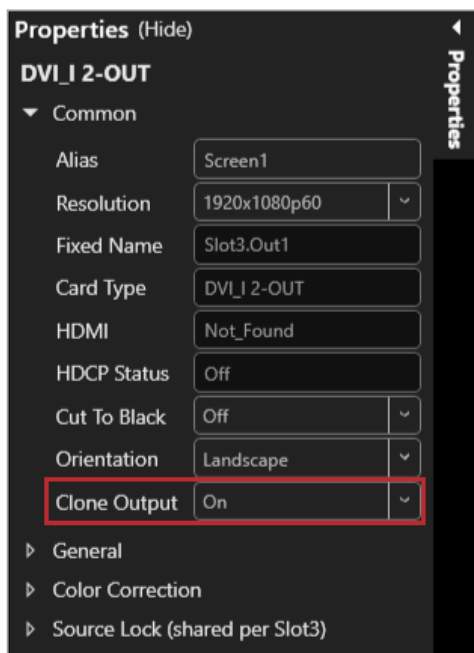 Properties (Hide)
Properties
DVI_I 2-OUT
Common
Alias Screen1
Resolution 1920x1080p60
Fixed Name Slot3.Out1
Card Type DVI_I 2-OUT
HDMI Not_Found
HDCP Status Off
Cut To Black Off
Orientation Landscape
Clone Output On
General
Color Correction
Source Lock (shared per Slot3)